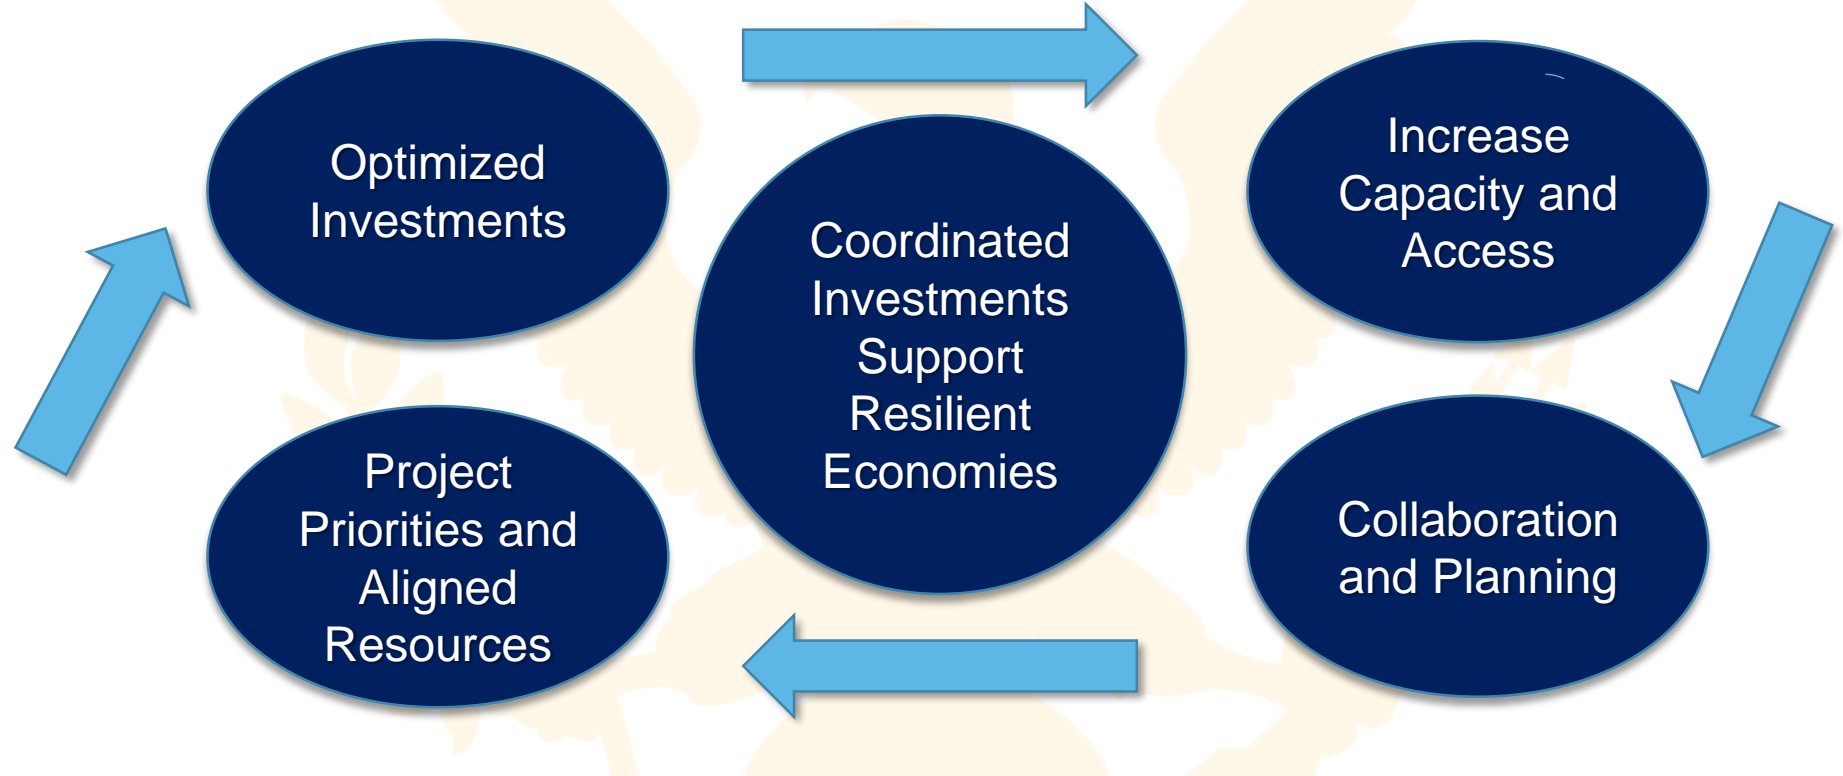 Optimized
Investments
Increase
Capacity and
Access
Coordinated
Investments
Support
Resilient
Economies
Project
Priorities and
Aligned
Resources
Collaboration
and Planning